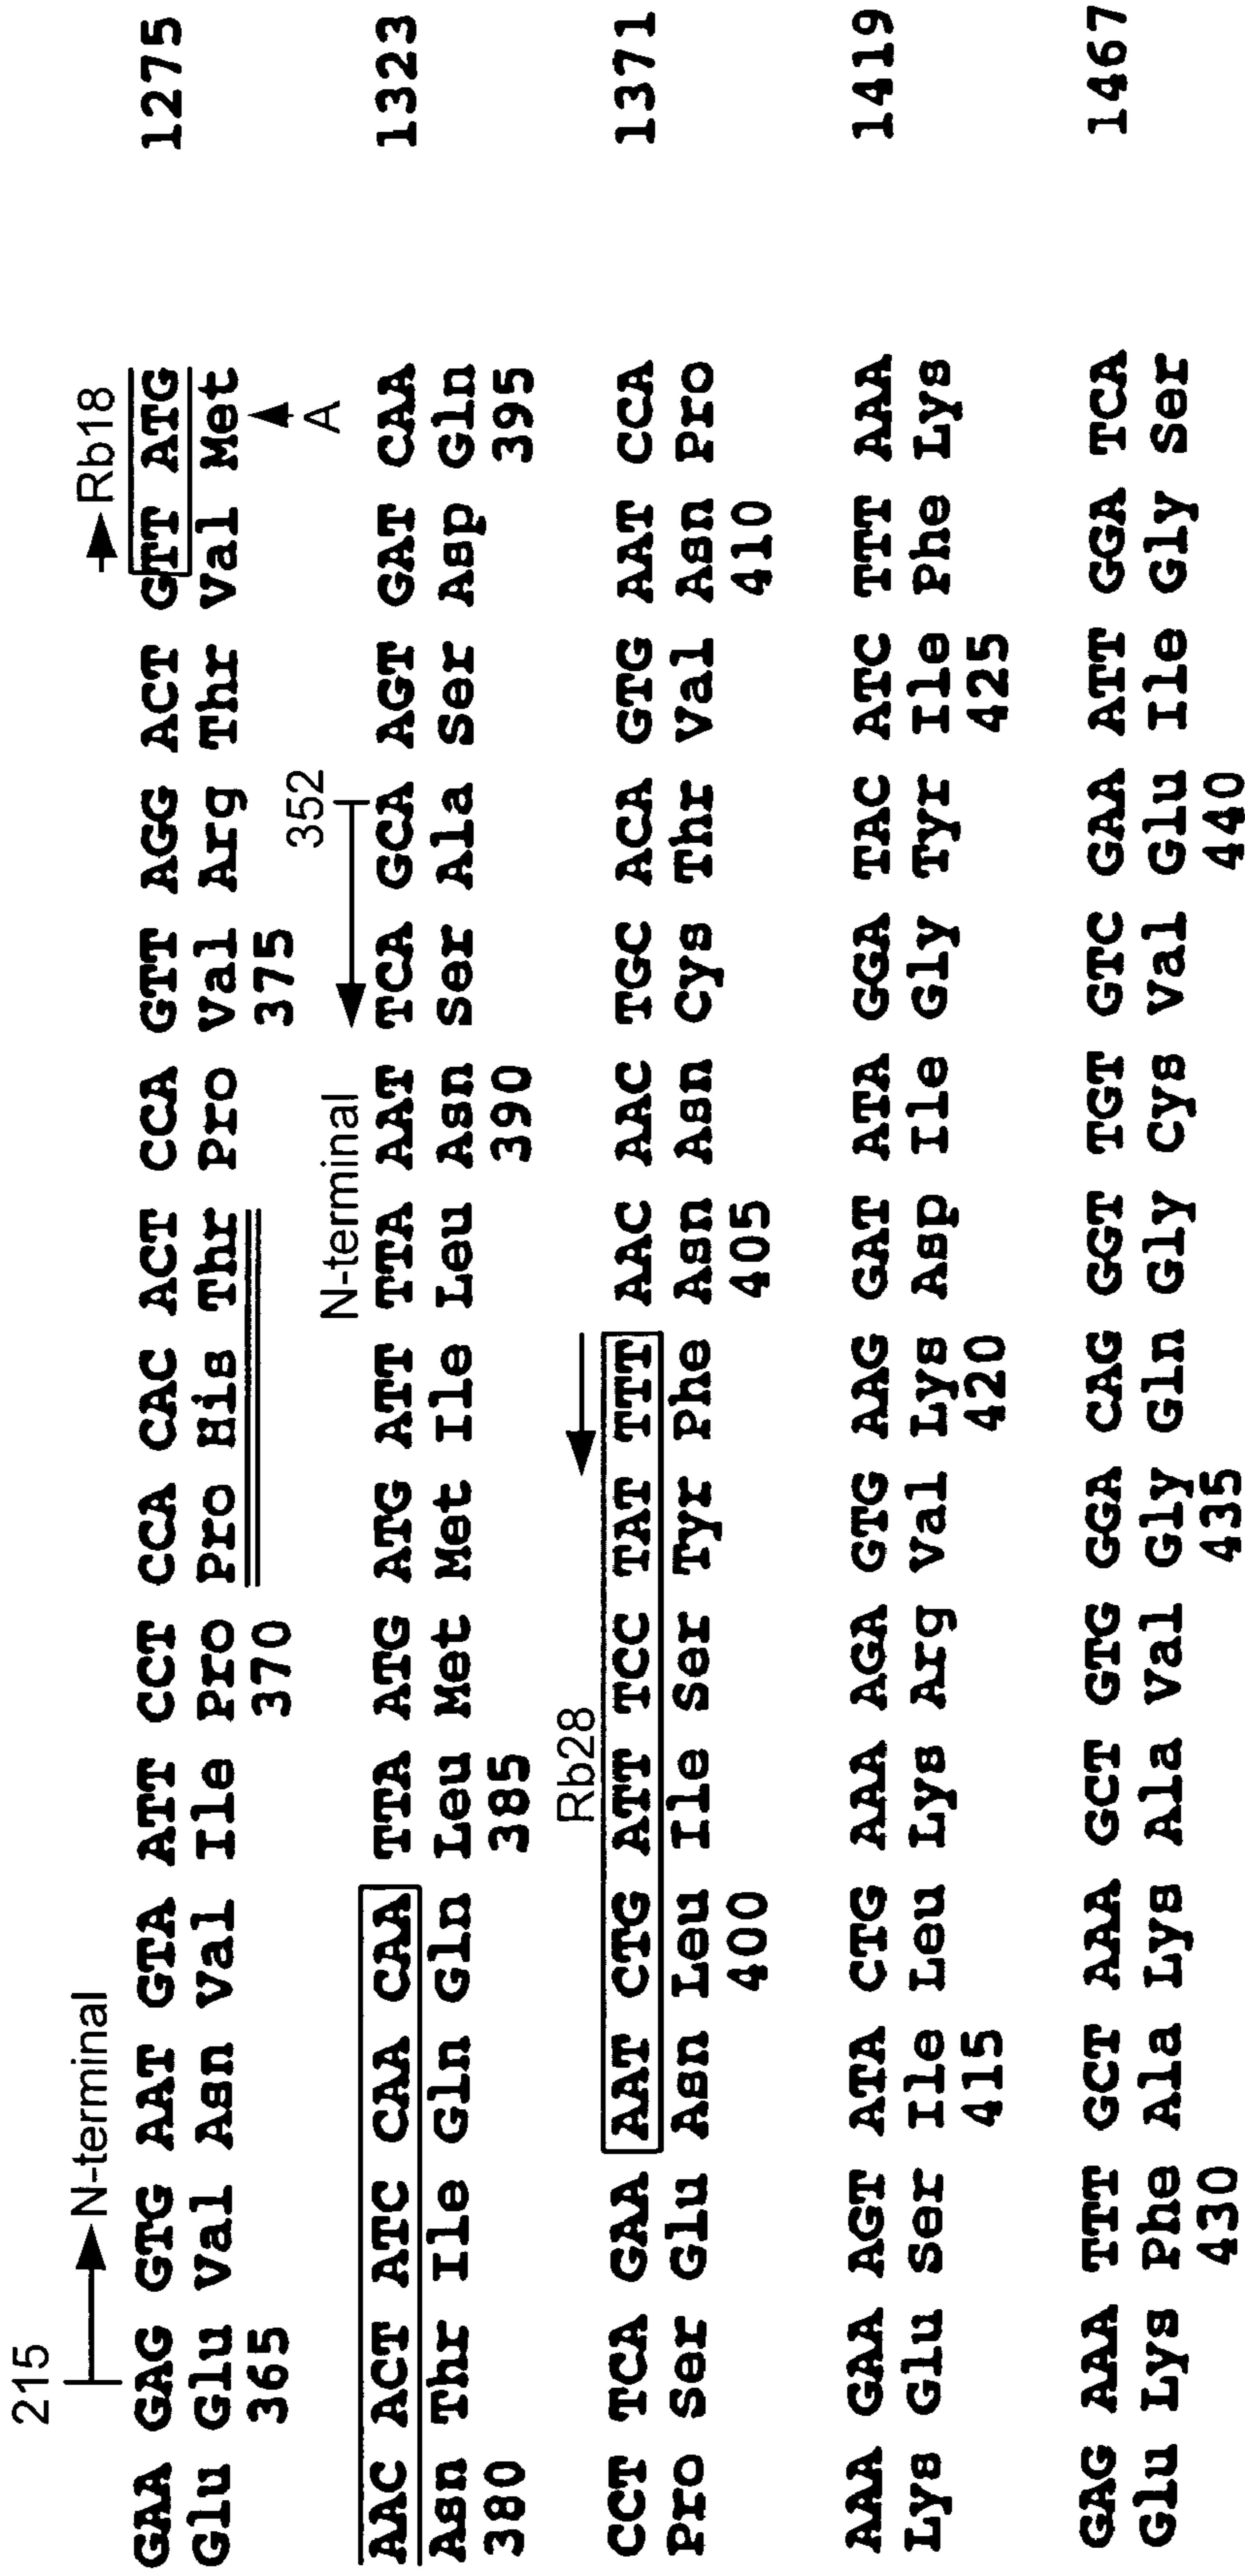 215 N-terminal Rb18
GAA GAG GTG AAT GTA ATT CCT CCA CAC ACT CCA GTT AGG ACT GTT ATG 1275
Glu Glu Val Asn Val Ile Pro Pro His Thr Pro Val Arg Thr Val Met
365 370 375 A
N-terminal 352
AAC ACT ATC CAA CAA TTA ATG ATG ATT TTA AAT TCA GCA AGT GAT CAA 1323
Asn Thr Ile Gln Gln Leu Met Met Ile Leu Asn Ser Ala Ser Asp Gln
380 385 390 395
Rb28
CCT TCA GAA AAT CTG ATT TCC TAT TTT AAC AAC TGC ACA GTG AAT CCA 1371
Pro Ser Glu Asn Leu Ile Ser Tyr Phe Asn Asn Cys Thr Val Asn Pro
400 405 410
AAA GAA AGT ATA CTG AAA AGA GTG AAG GAT ATA GGA TAC ATC TTT AAA 1419
Lys Glu Ser Ile Leu Lys Arg Val Lys Asp Ile Gly Tyr Ile Phe Lys
415 420 425
GAG AAA TTT GCT AAA GCT GTG GGA CAG GGT TGT GTC GAA ATT GGA TCA 1467
Glu Lys Phe Ala Lys Ala Val Gly Gln Gly Cys Val Glu Ile Gly Ser
430 435 440